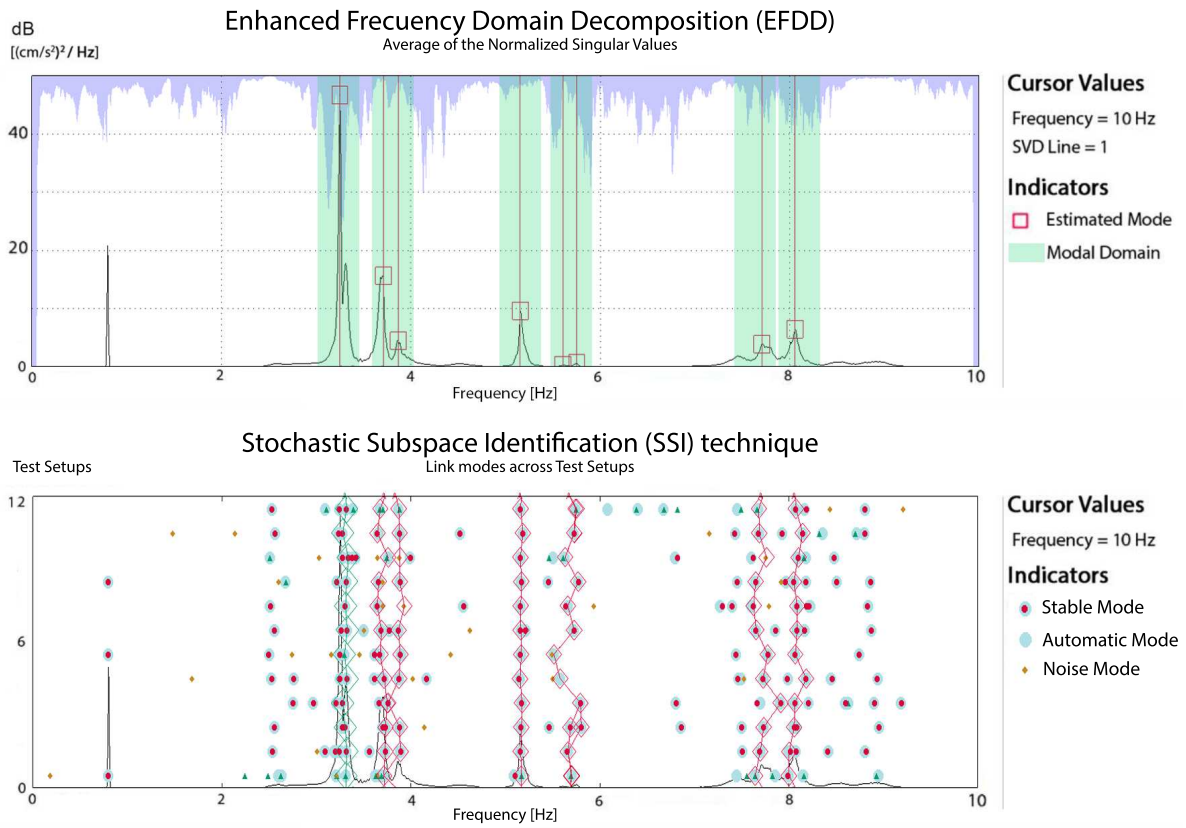 Enhanced Frecuency Domain Decomposition (EFDD)
dB
Average of the Normalized Singular Values
[(cm/s²)²/ Hz]
Cursor Values
Frequency = 10 Hz
SVD Line = 1
Indicators
Estimated Mode
Modal Domain
40
20
0
0 2 4 6 8 10
Frequency [Hz]
Stochastic Subspace Identification (SSI) technique
Test Setups
Link modes across Test Setups
Cursor Values
Frequency = 10 Hz
Indicators
Stable Mode
Automatic Mode
Noise Mode
12
6
0
0 2 4 6 8 10
Frequency [Hz]